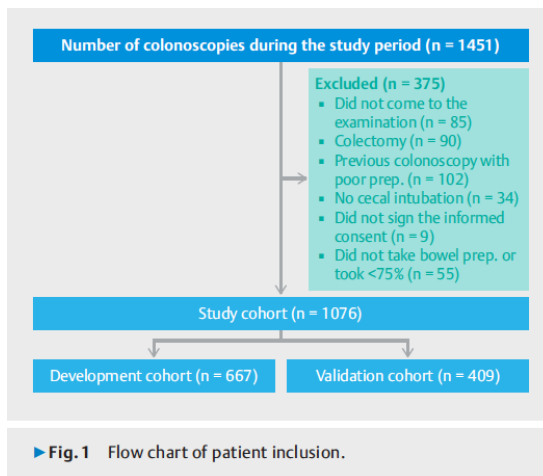 Number of colonoscopies during the study period (n = 1451)
Excluded (n = 375)
▪ Did not come to the
examination (n = 85)
▪ Colectomy (n = 90)
▪ Previous colonoscopy with
poor prep. (n = 102)
▪ No cecal intubation (n = 34)
▪ Did not sign the informed
consent (n = 9)
▪ Did not take bowel prep. or
took <75% (n = 55)
Study cohort (n = 1076)
Development cohort (n = 667)
Validation cohort (n = 409)
▶Fig. 1 Flow chart of patient inclusion.